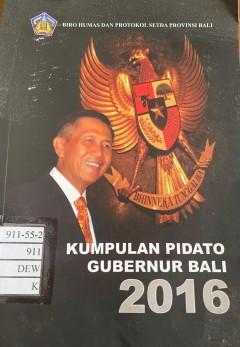 BIRO HUMAS DAN PROTOKOL SETDA PROVINSI BALI
BHINNEKA TUNGGAL IKA
911-55-2
911
DEW
K
KUMPULAN PIDATO
GUBERNUR BALI
2016